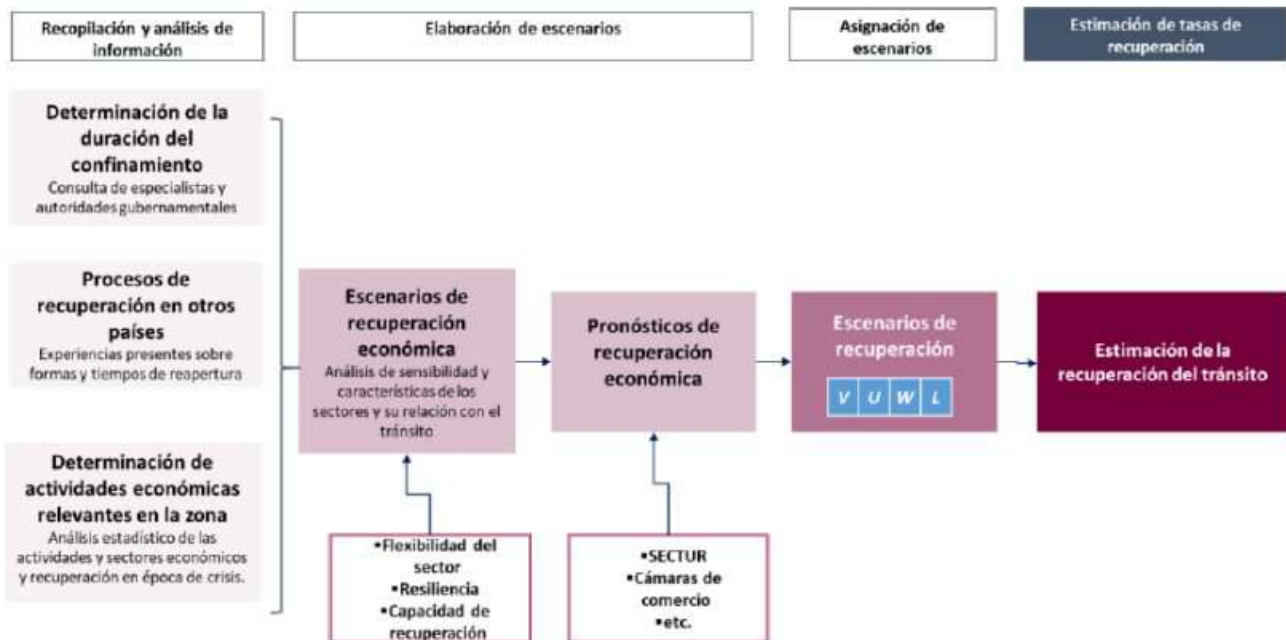 Recopilación y análisis de
información
Elaboración de escenarios
Asignación de
escenarios
Estimación de tasas de
recuperación
Determinación de la
duración del
confinamiento
Consulta de especialistas y
autoridades gubernamentales
Procesos de
recuperación en otros
países
Experiencias presentes sobre
formas y tiempos de reapertura
Determinación de
actividades económicas
relevantes en la zona
Análisis estadístico de las
actividades y sectores económicos
y recuperación en época de crisis.
Escenarios de
recuperación
económica
Análisis de sensibilidad y
características de los
sectores y su relación con el
tránsito
▪Flexibilidad del
sector
▪Resiliencia
▪Capacidad de
recuperación
Pronósticos de
recuperación
económica
▪SECTUR
▪Cámaras de
comercio
▪etc.
Escenarios de
recuperación
V U W L
Estimación de la
recuperación del tránsito